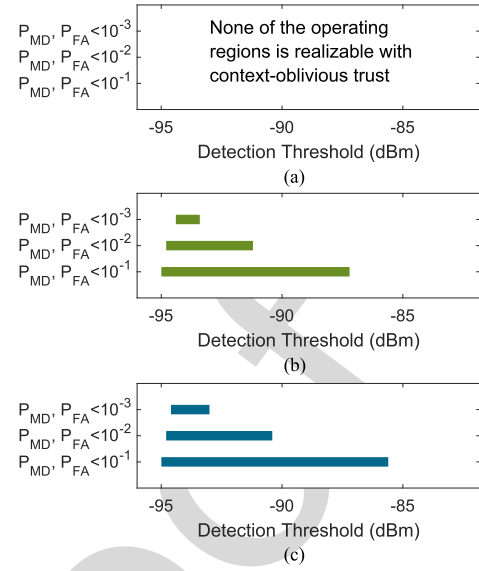 P_MD, P_FA<10^-3
None of the operating
P_MD, P_FA<10^-2
regions is realizable with
P_MD, P_FA<10^-1
context-oblivious trust
-95 -90 -85
Detection Threshold (dBm)
(a)
P_MD, P_FA<10^-3
P_MD, P_FA<10^-2
P_MD, P_FA<10^-1
-95 -90 -85
Detection Threshold (dBm)
(b)
P_MD, P_FA<10^-3
P_MD, P_FA<10^-2
P_MD, P_FA<10^-1
-95 -90 -85
Detection Threshold (dBm)
(c)